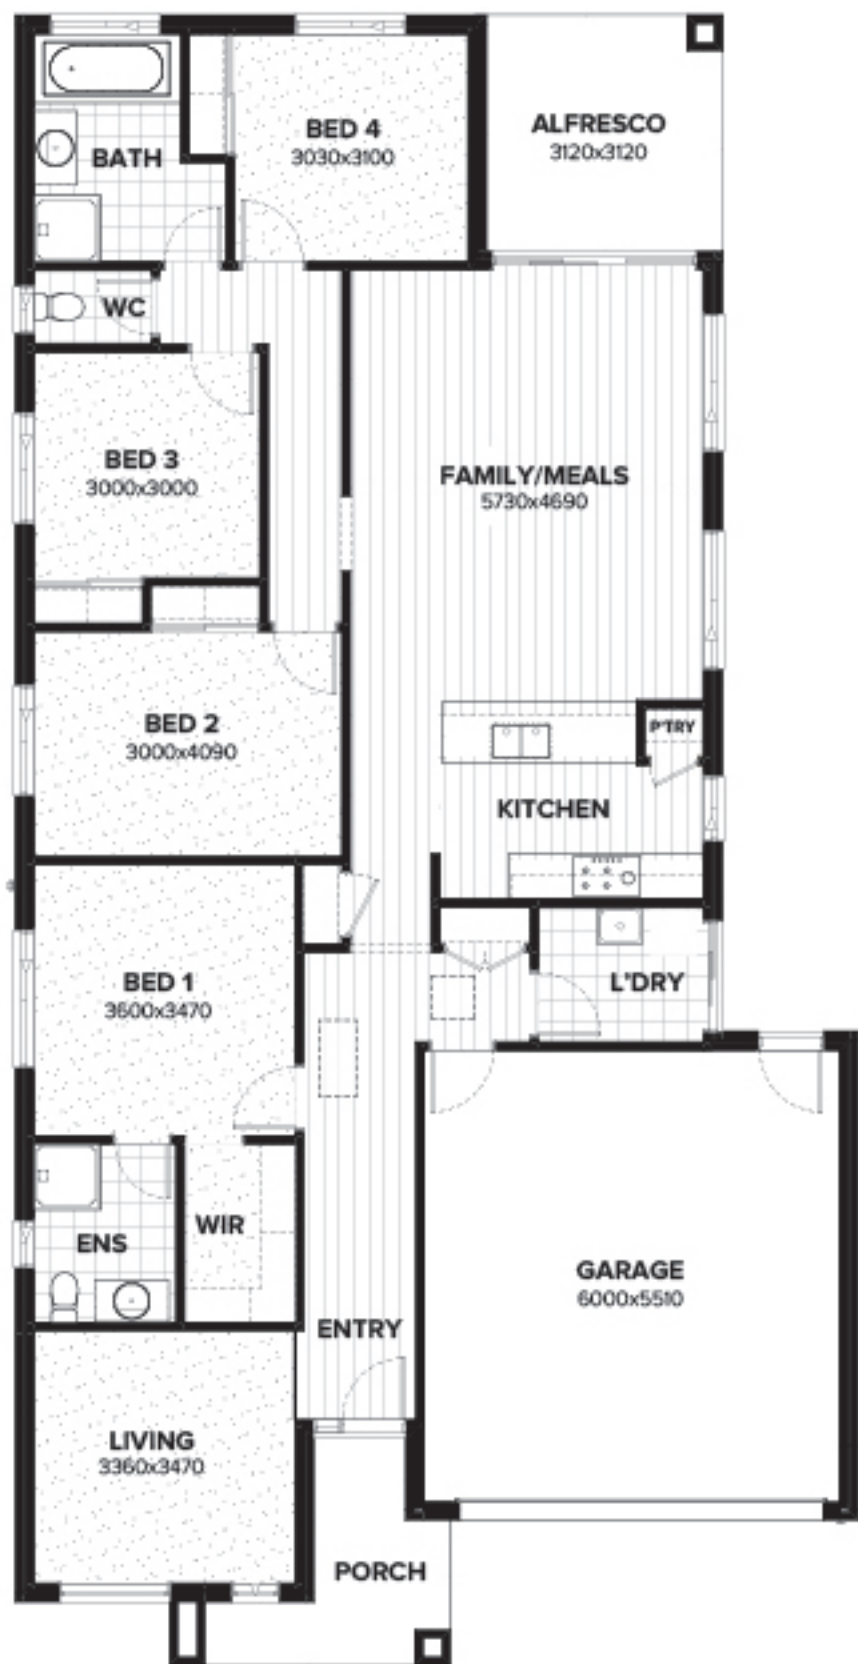 BED 4
3030x3100
ALFRESCO
3120x3120
BATH
WC
BED 3
3000x3000
FAMILY/MEALS
5730x4690
BED 2
3000x4090
P'TRY
KITCHEN
BED 1
3600x3470
L'DRY
WIR
ENS
GARAGE
6000x5510
ENTRY
LIVING
3360x3470
PORCH